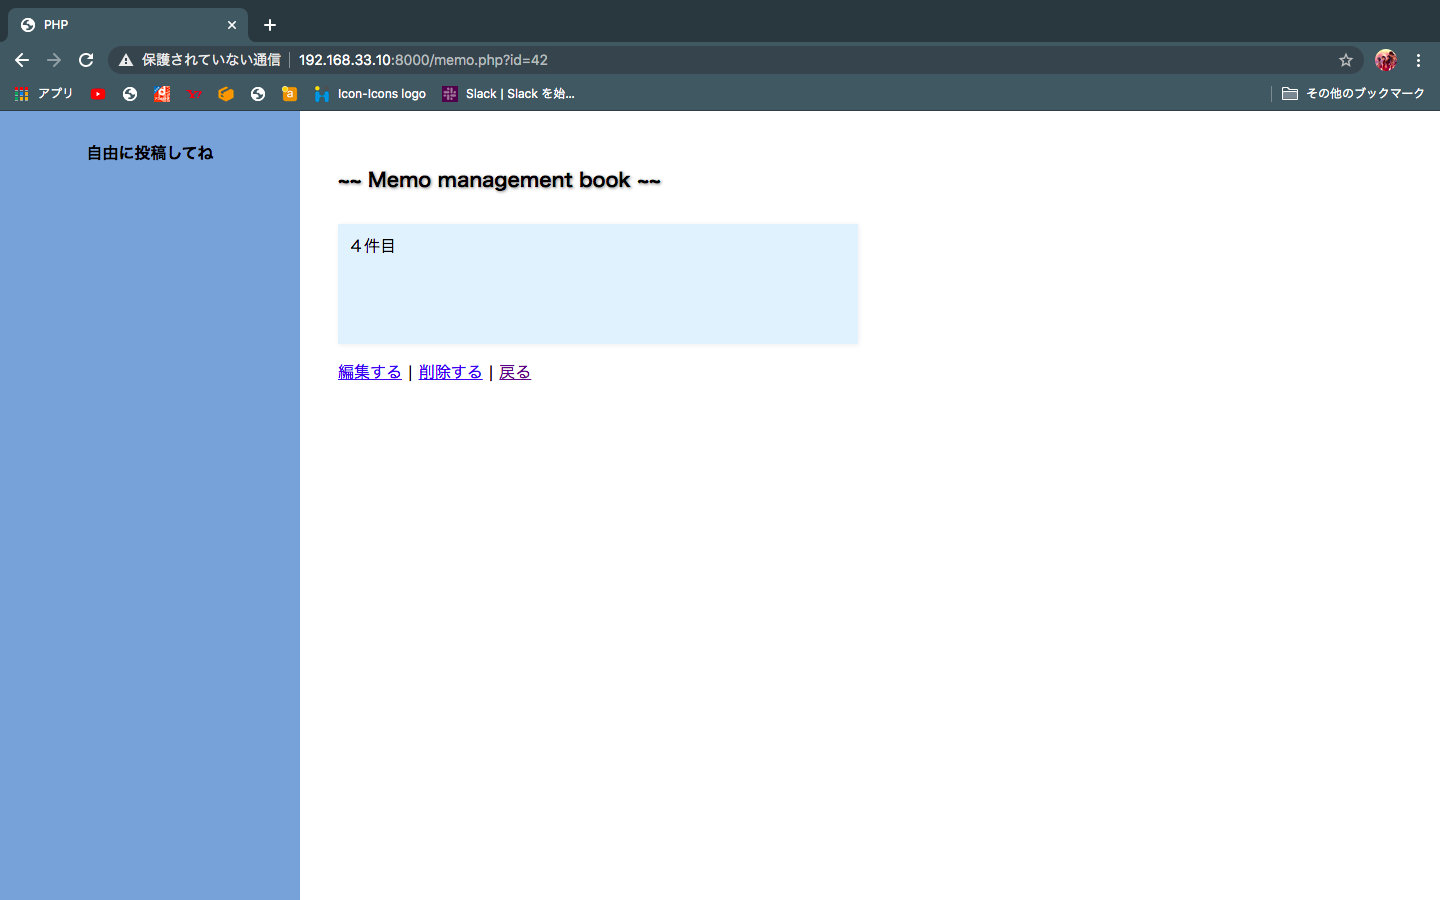 PHP
保護されていない通信 192.168.33.10:8000/memo.php?id=42
アプリ Icon-Icons logo Slack | Slack を始... その他のブックマーク
自由に投稿してね
~~ Memo management book ~~
４件目
編集する | 削除する | 戻る